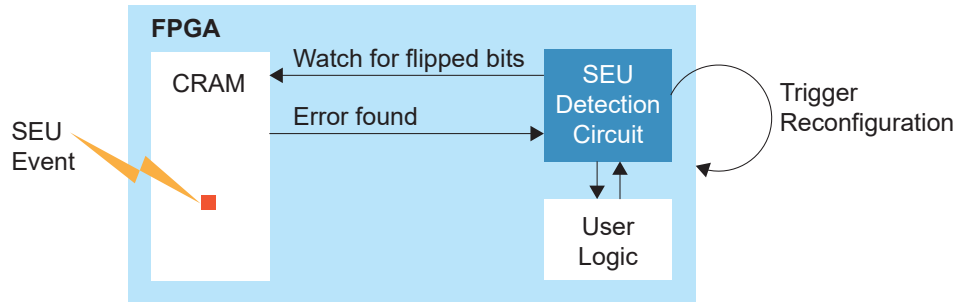 FPGA
CRAM
Watch for flipped bits
Error found
SEU
Event
SEU
Detection
Circuit
Trigger
Reconfiguration
User
Logic